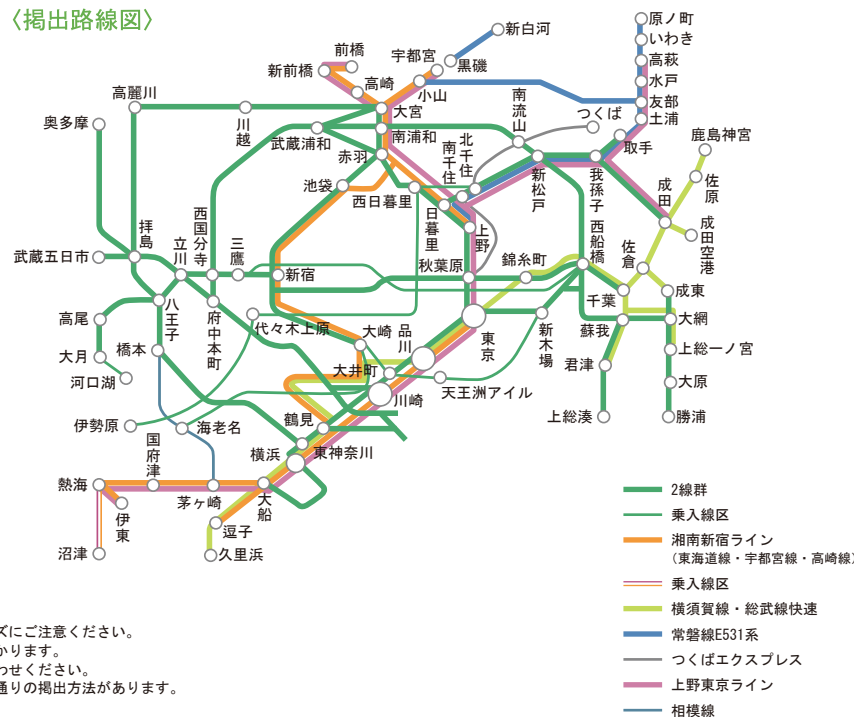 〈掲出路線図〉
新白河
原ノ町
いわき
高萩
水戸
友部
土浦
前橋
宇都宮
新前橋
黒磯
高崎
小山
高麗川
大宮
南流山
つくば
奥多摩
川越
武蔵浦和
南浦和
北千住
南千住
取手
鹿島神宮
赤羽
新松戸
我孫子
成田
佐原
池袋
西日暮里
日暮里
上野
成田空港
拝島
立川
西国分寺
三鷹
西船橋
佐倉
武蔵五日市
新宿
秋葉原
錦糸町
千葉
成東
八王子
府中本町
代々木上原
大崎
品川
東京
新木場
蘇我
大網
高尾
橋本
大井町
君津
上総一ノ宮
大月
河口湖
川崎
天王洲アイル
大原
伊勢原
海老名
鶴見
上総湊
勝浦
国府津
横浜
東神奈川
熱海
伊東
茅ヶ崎
大船
逗子
沼津
久里浜
2線群
乗入線区
湘南新宿ライン
(東海道線・宇都宮線・高崎線)
乗入線区
横須賀線・総武線快速
常磐線E531系
つくばエクスプレス
上野東京ライン
相模線
ズにご注意ください。
かります。
わせください。
通りの掲出方法があります。